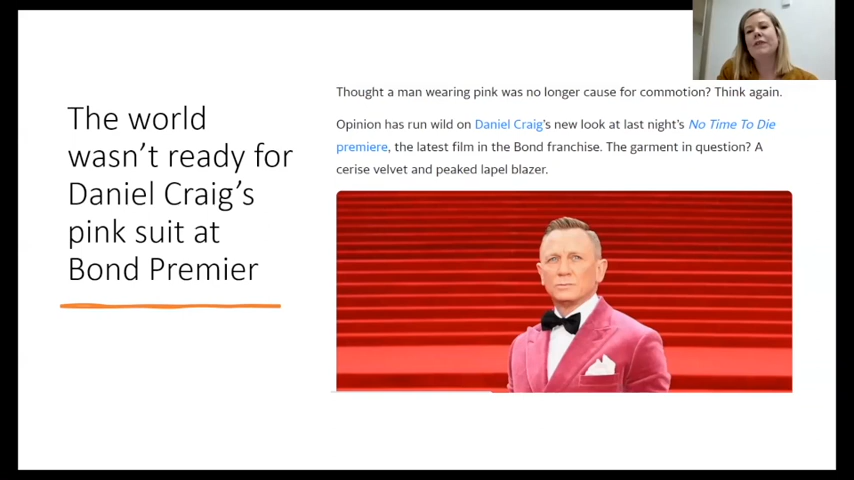 The world
wasn't ready for
Daniel Craig's
pink suit at
Bond Premier
Thought a man wearing pink was no longer cause for commotion? Think again.
Opinion has run wild on Daniel Craig's new look at last night's No Time To Die
premiere, the latest film in the Bond franchise. The garment in question? A
cerise velvet and peaked lapel blazer.